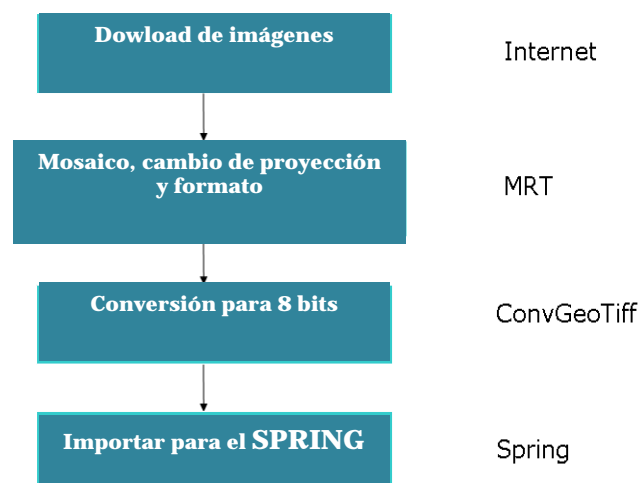 Dowload de imágenes
Internet
Mosaico, cambio de proyección
y formato
MRT
Conversión para 8 bits
ConvGeoTiff
Importar para el SPRING
Spring